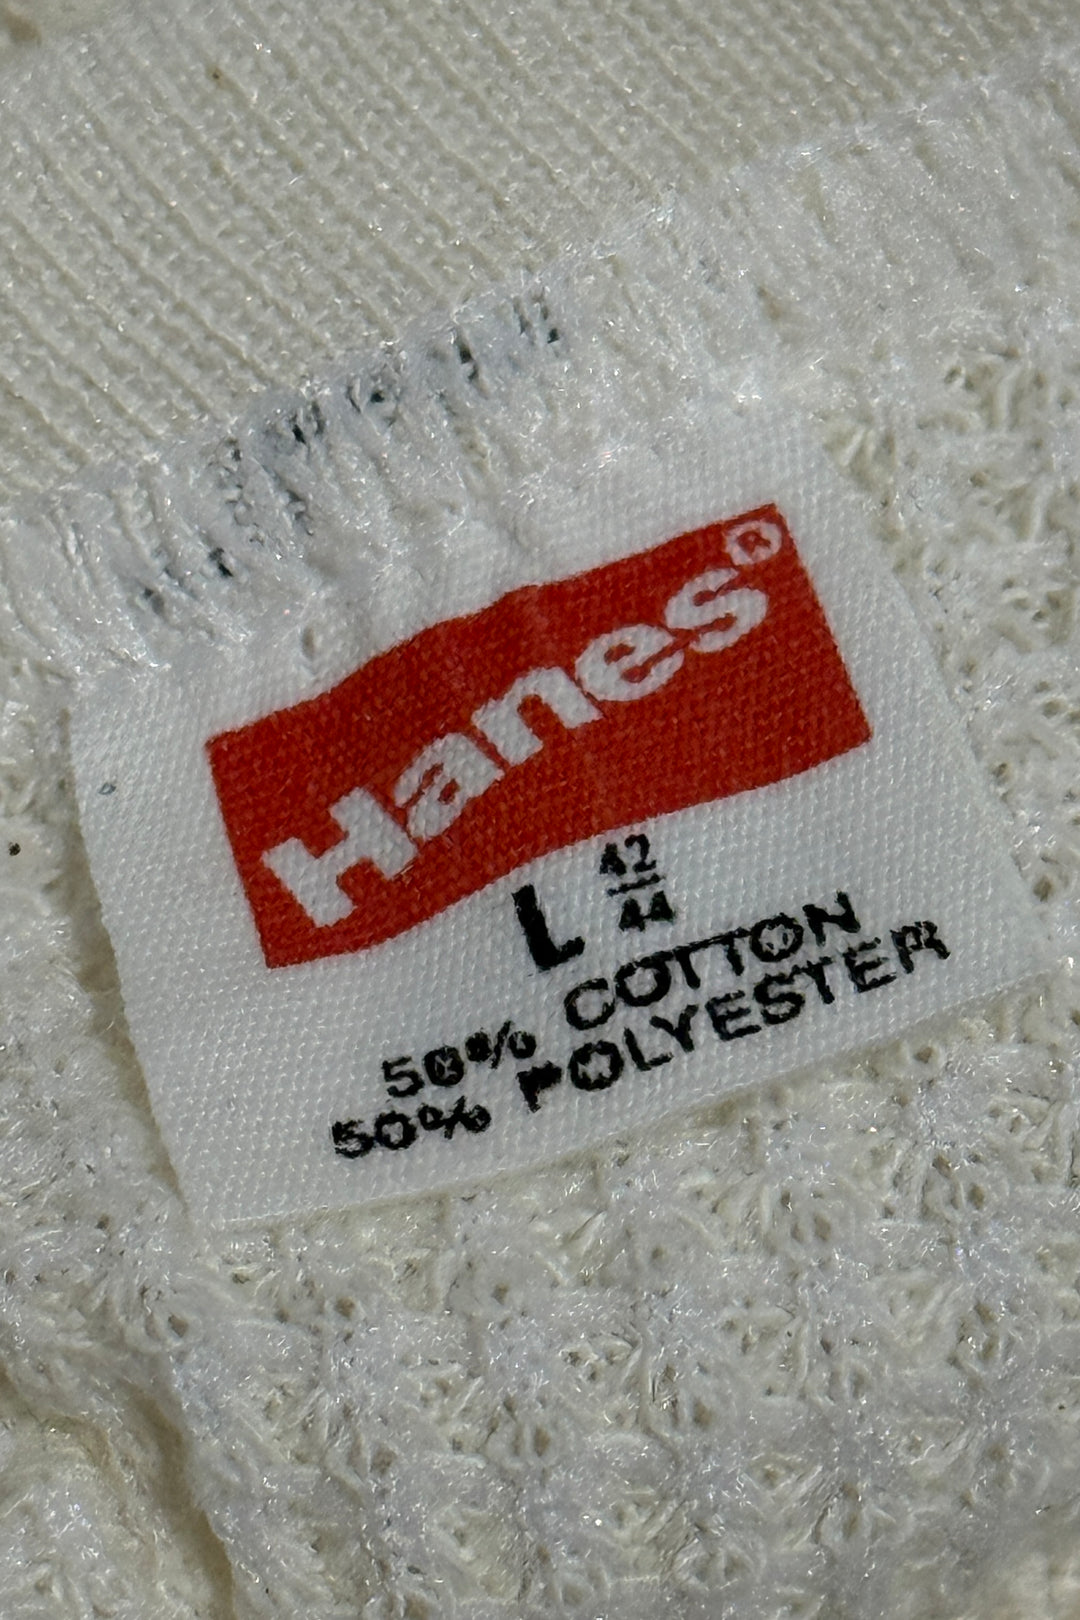 Hanes®
L 42/44
50% COTTON
50% POLYESTER